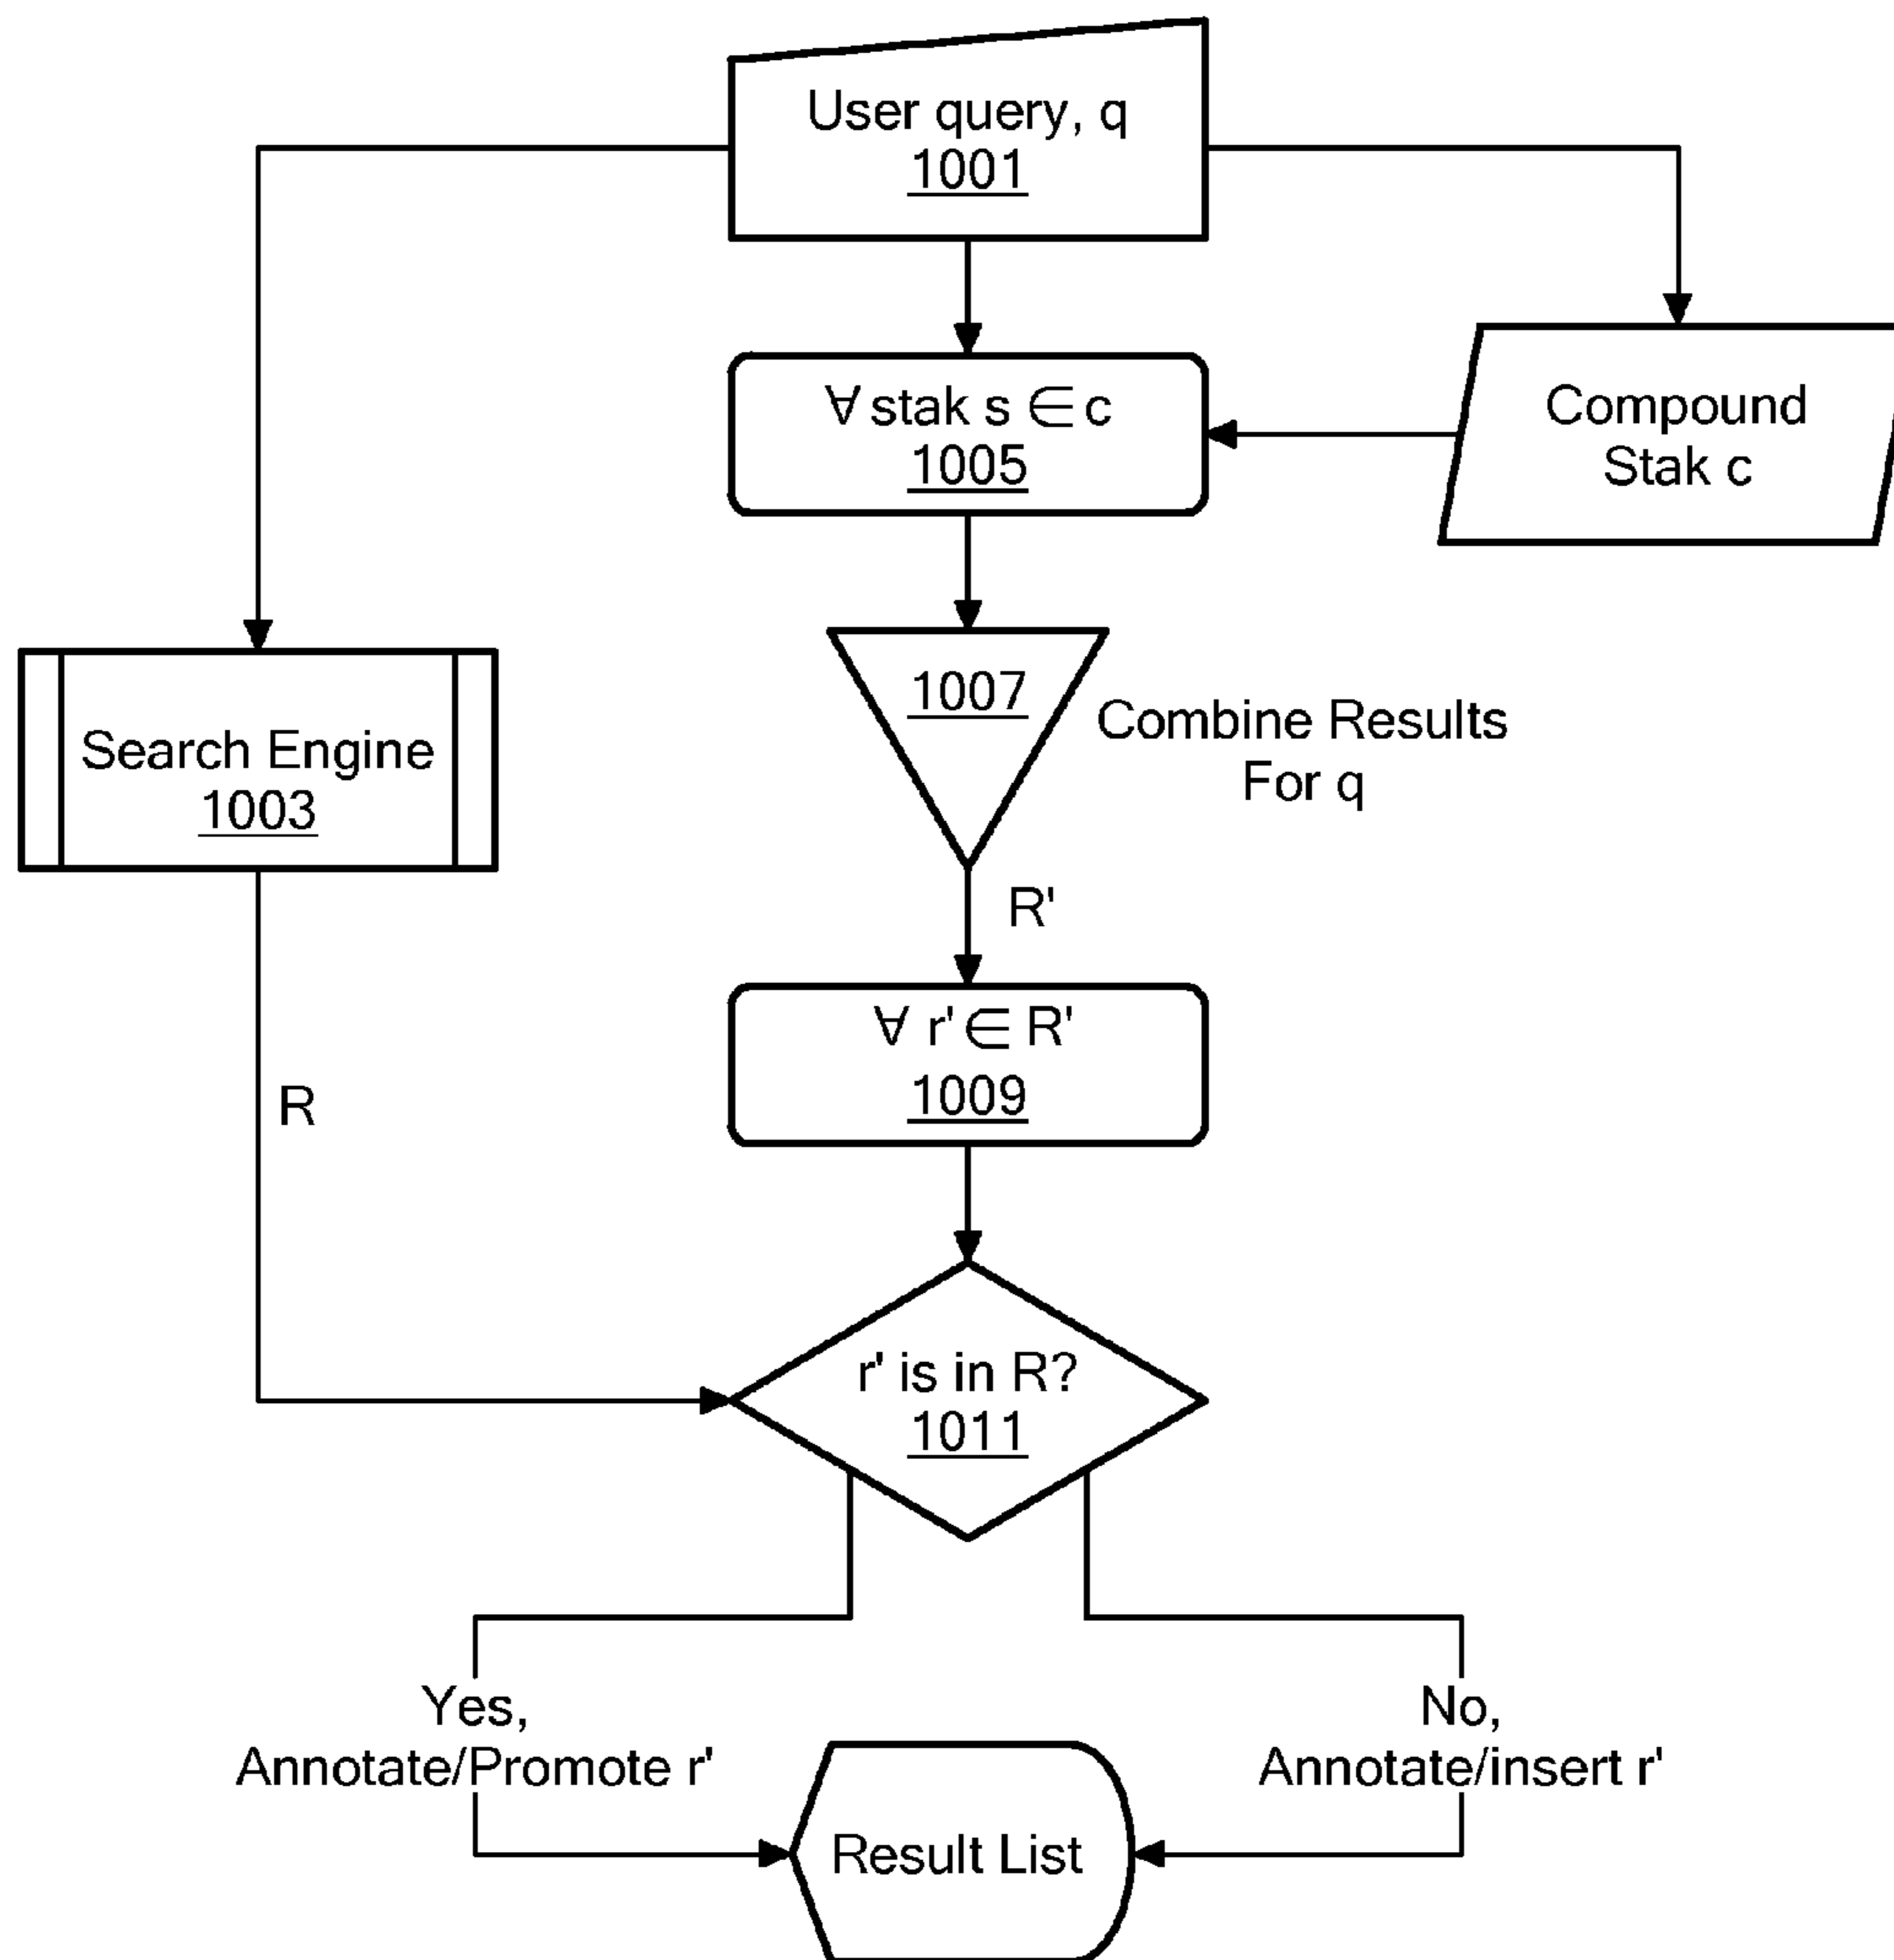 User query, q
1001
∀ stak s ∈ c
1005
Compound
Stak c
1007
Combine Results
For q
Search Engine
1003
R'
∀ r' ∈ R'
1009
R
r' is in R?
1011
Yes,
Annotate/Promote r'
No,
Annotate/insert r'
Result List